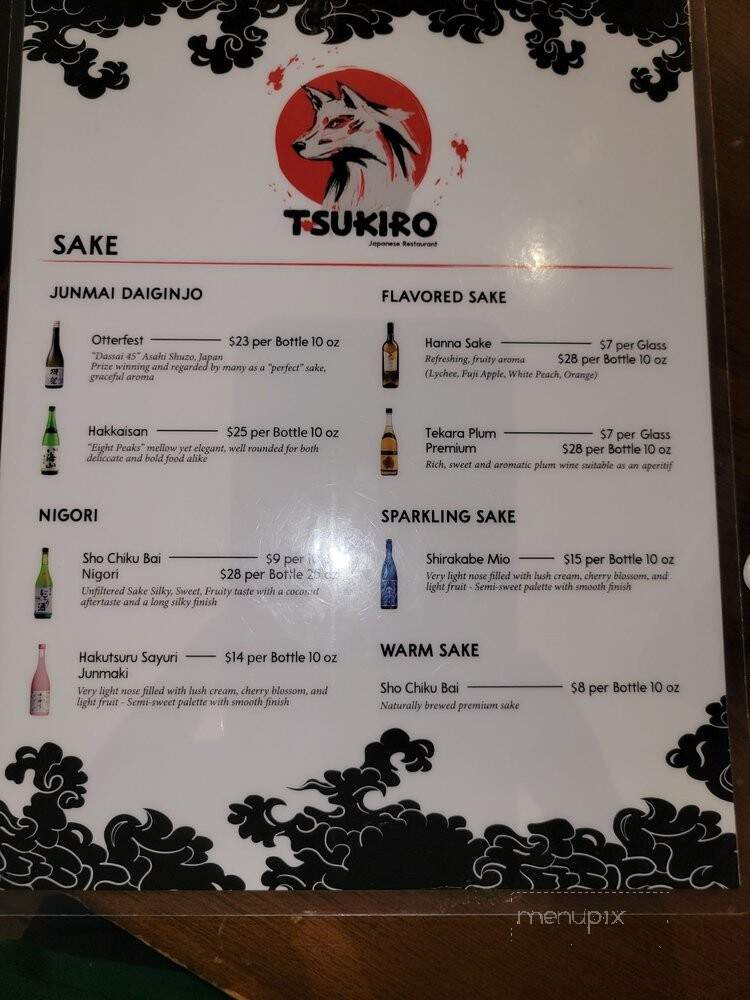 TSUKIRO
Japanese Restaurant
SAKE
JUNMAI DAIGINJO
Otterfest $23 per Bottle 10 oz
"Dassai 45" Asahi Shuzo, Japan
Prize winning and regarded by many as a "perfect" sake,
graceful aroma
Hakkaisan $25 per Bottle 10 oz
"Eight Peaks" mellow yet elegant, well rounded for both
deliccate and bold food alike
NIGORI
Sho Chiku Bai $9 per
Nigori $28 per Bottle oz
Unfiltered Sake Silky, Sweet, Fruity taste with a coconut
aftertaste and a long silky finish
Hakutsuru Sayuri $14 per Bottle 10 oz
Junmaki
Very light nose filled with lush cream, cherry blossom, and
light fruit - Semi-sweet palette with smooth finish
FLAVORED SAKE
Hanna Sake $7 per Glass
Refreshing, fruity aroma $28 per Bottle 10 oz
(Lychee, Fuji Apple, White Peach, Orange)
Tekara Plum $7 per Glass
Premium $28 per Bottle 10 oz
Rich, sweet and aromatic plum wine suitable as an aperitif
SPARKLING SAKE
Shirakabe Mio $15 per Bottle 10 oz
Very light nose filled with lush cream, cherry blossom, and
light fruit - Semi-sweet palette with smooth finish
WARM SAKE
Sho Chiku Bai $8 per Bottle 10 oz
Naturally brewed premium sake
menupix